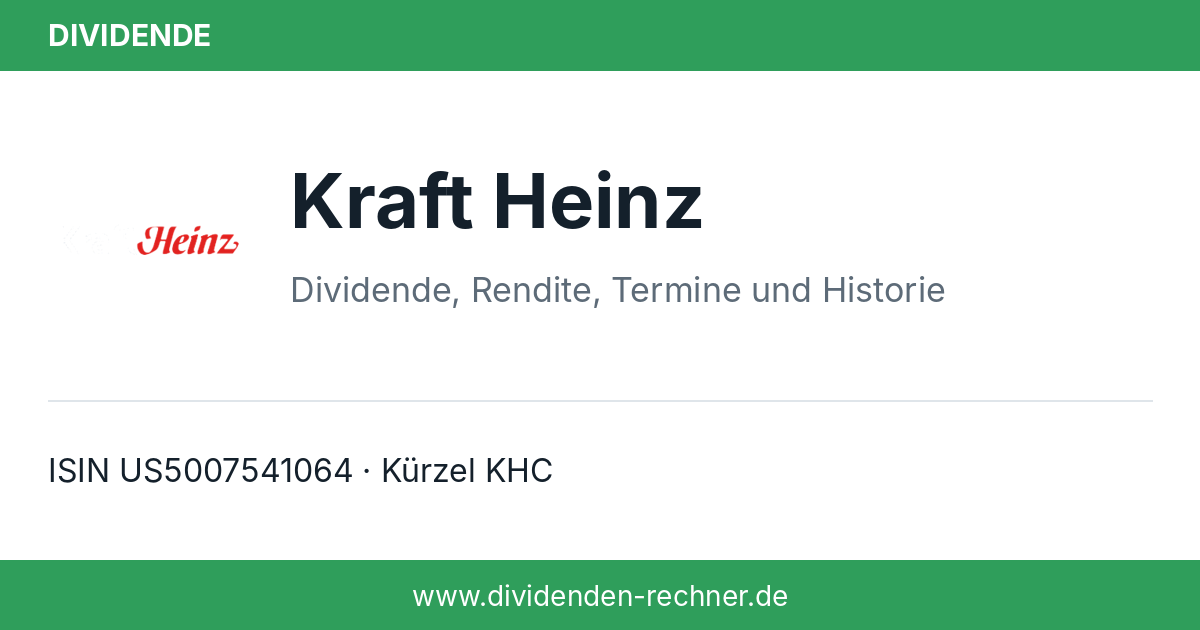 DIVIDENDE
Heinz
Kraft Heinz
Dividende, Rendite, Termine und Historie
ISIN US5007541064 · Kürzel KHC
www.dividenden-rechner.de